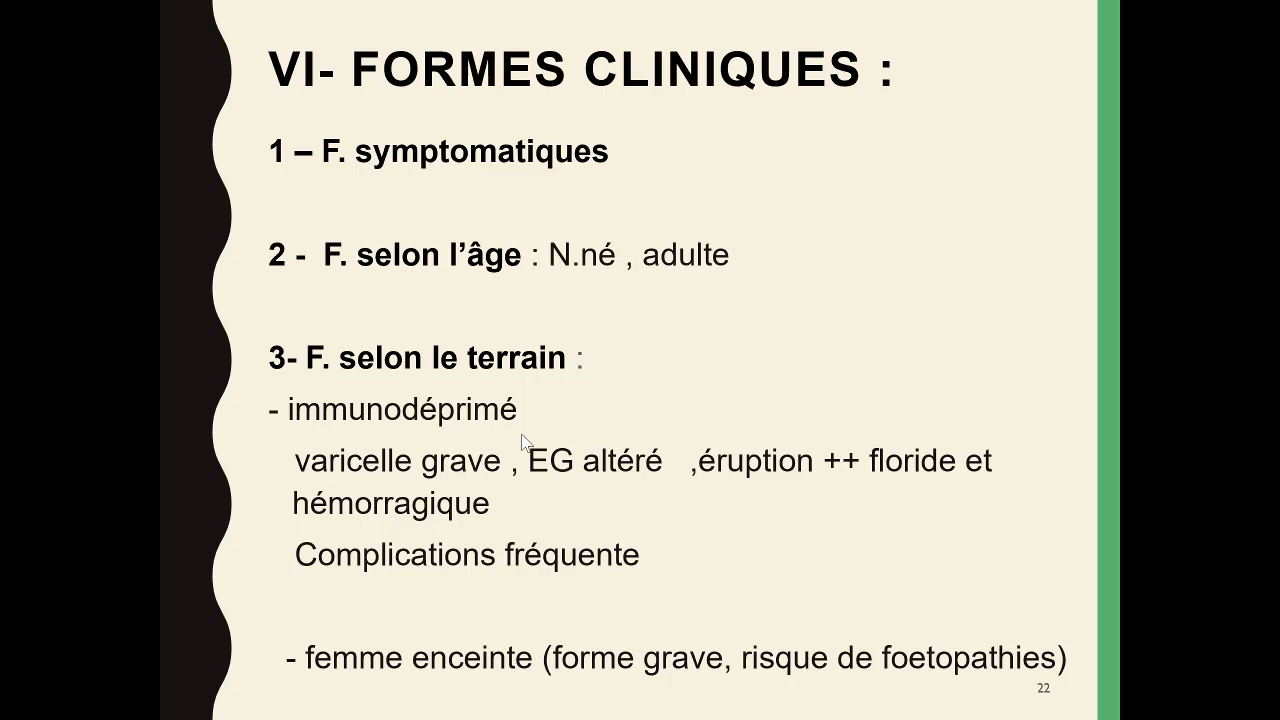 VI- FORMES CLINIQUES :
1 – F. symptomatiques
2 -  F. selon l’âge : N.né , adulte
3- F. selon le terrain :
- immunodéprimé
varicelle grave , EG altéré   ,éruption ++ floride et
hémorragique
Complications fréquente
- femme enceinte (forme grave, risque de foetopathies)
22